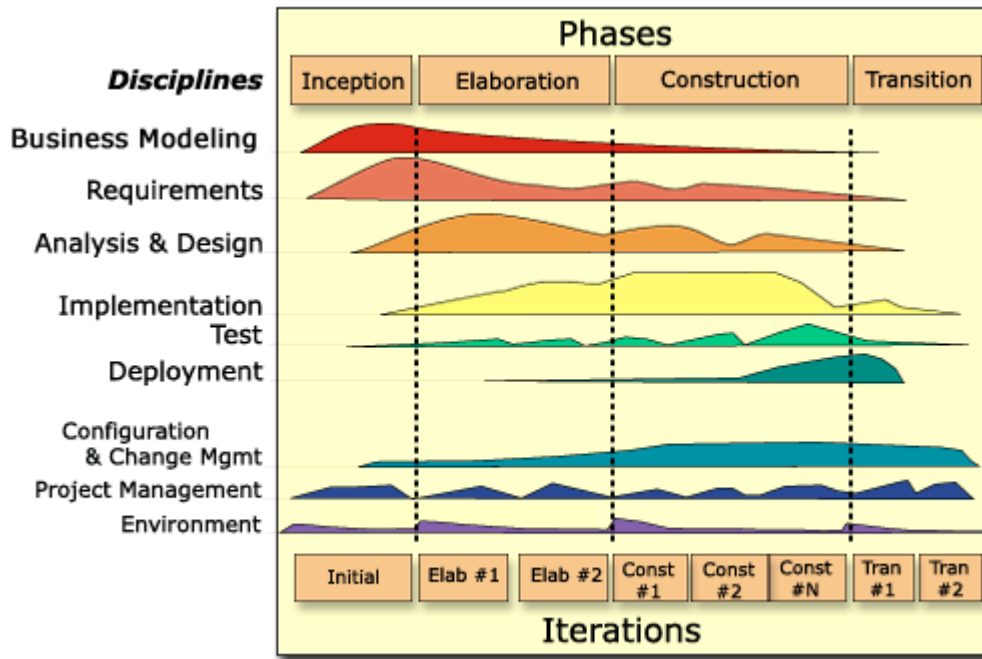 Phases
Disciplines
Inception
Elaboration
Construction
Transition
Business Modeling
Requirements
Analysis & Design
Implementation
Test
Deployment
Configuration
& Change Mgmt
Project Management
Environment
Initial
Elab #1
Elab #2
Const
#1
Const
#2
Const
#N
Tran
#1
Tran
#2
Iterations